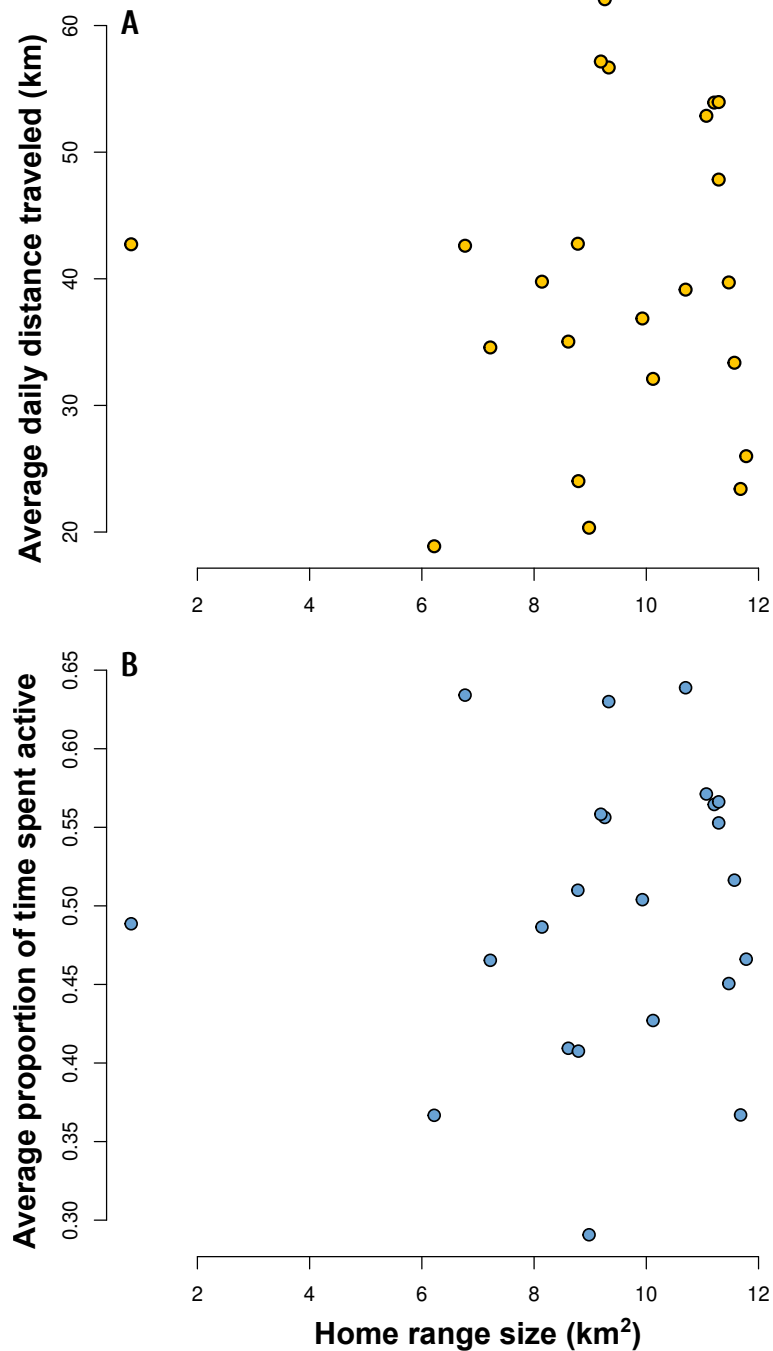 A
Average daily distance traveled (km)
60
50
40
30
20
2 4 6 8 10 12
B
Average proportion of time spent active
0.65
0.60
0.55
0.50
0.45
0.40
0.35
0.30
2 4 6 8 10 12
Home range size (km²)